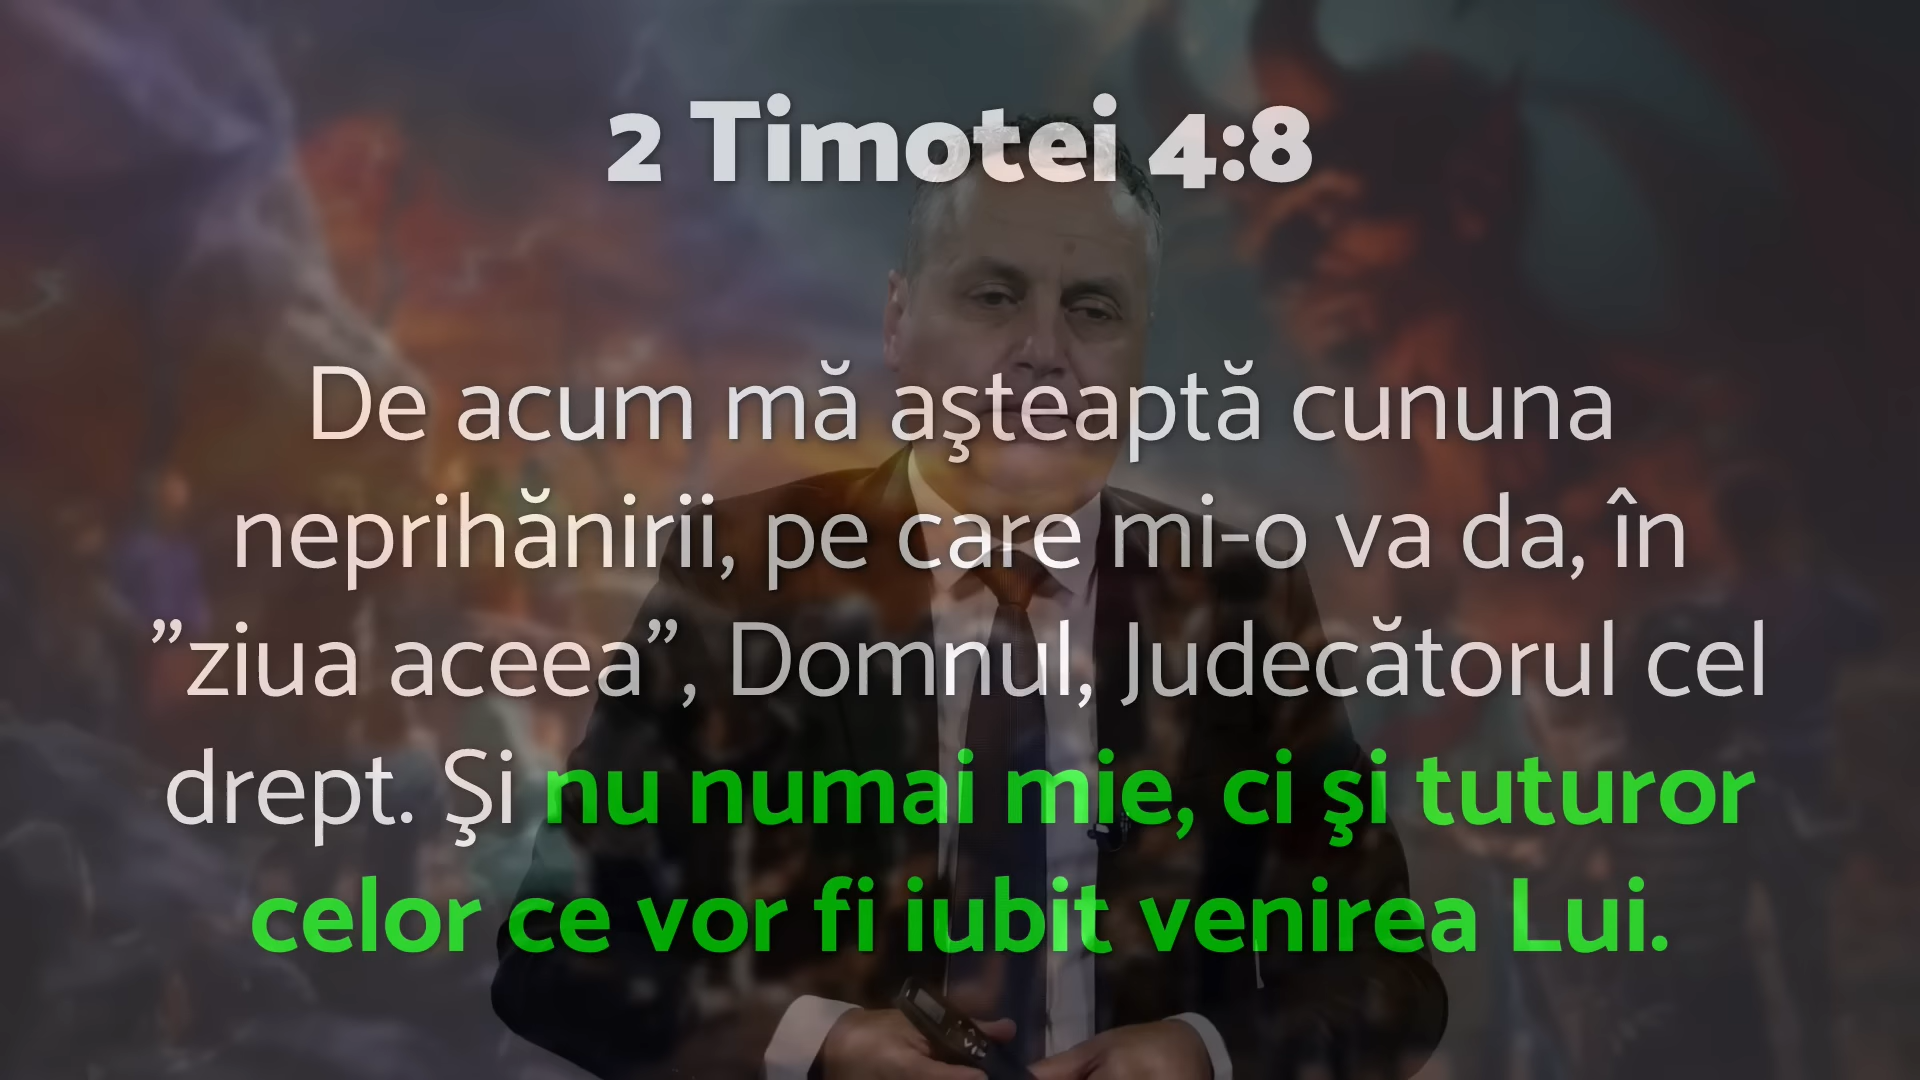 2 Timotei 4:8
De acum mă aşteaptă cununa
neprihănirii, pe care mi-o va da, în
”ziua aceea”, Domnul, Judecătorul cel
drept. Şi nu numai mie, ci şi tuturor
celor ce vor fi iubit venirea Lui.